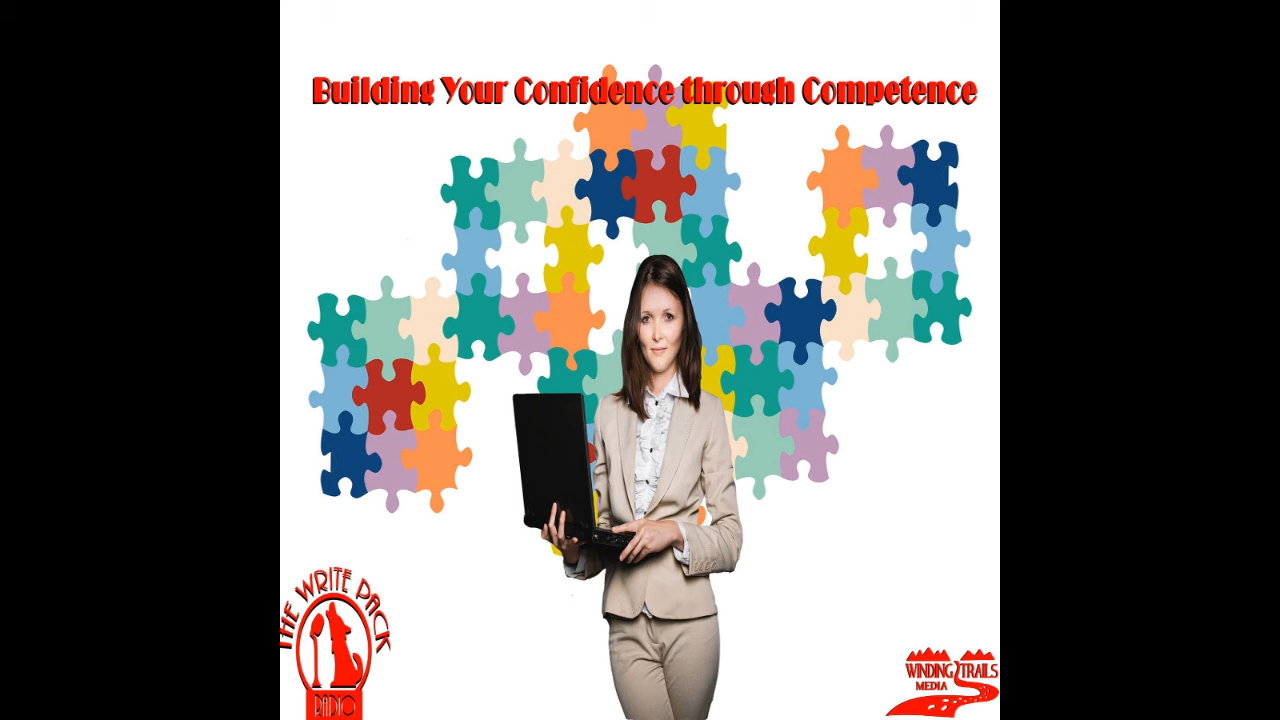 Building Your Confidence through Competence
THE WRITE PACK
RADIO
WINDING TRAILS
MEDIA